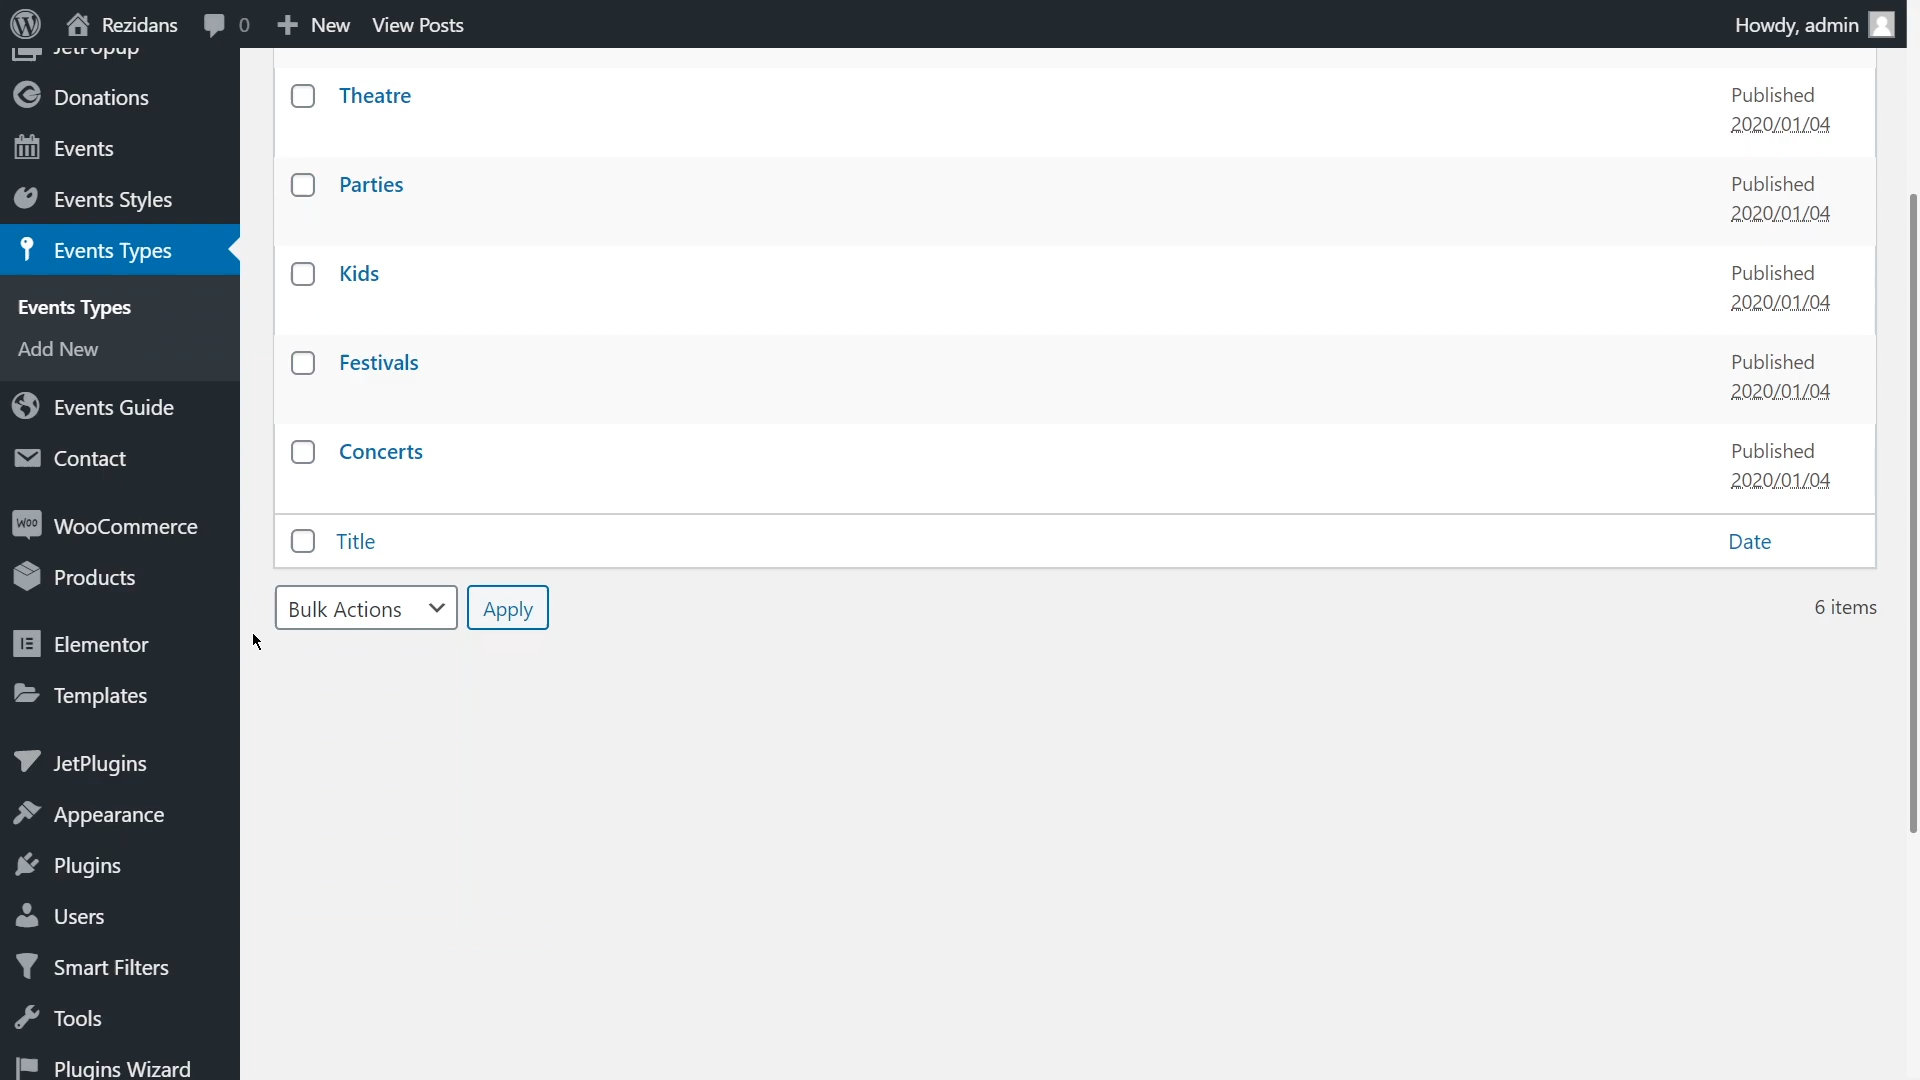 Rezidans 0 New View Posts Howdy, admin
JetPopup
Donations
Events
Events Styles
Events Types
Events Types
Add New
Events Guide
Contact
WOO WooCommerce
Products
Elementor
Templates
JetPlugins
Appearance
Plugins
Users
Smart Filters
Tools
Plugins Wizard
Theatre Published
2020/01/04
Parties Published
2020/01/04
Kids Published
2020/01/04
Festivals Published
2020/01/04
Concerts Published
2020/01/04
Title Date
Bulk Actions Apply 6 items